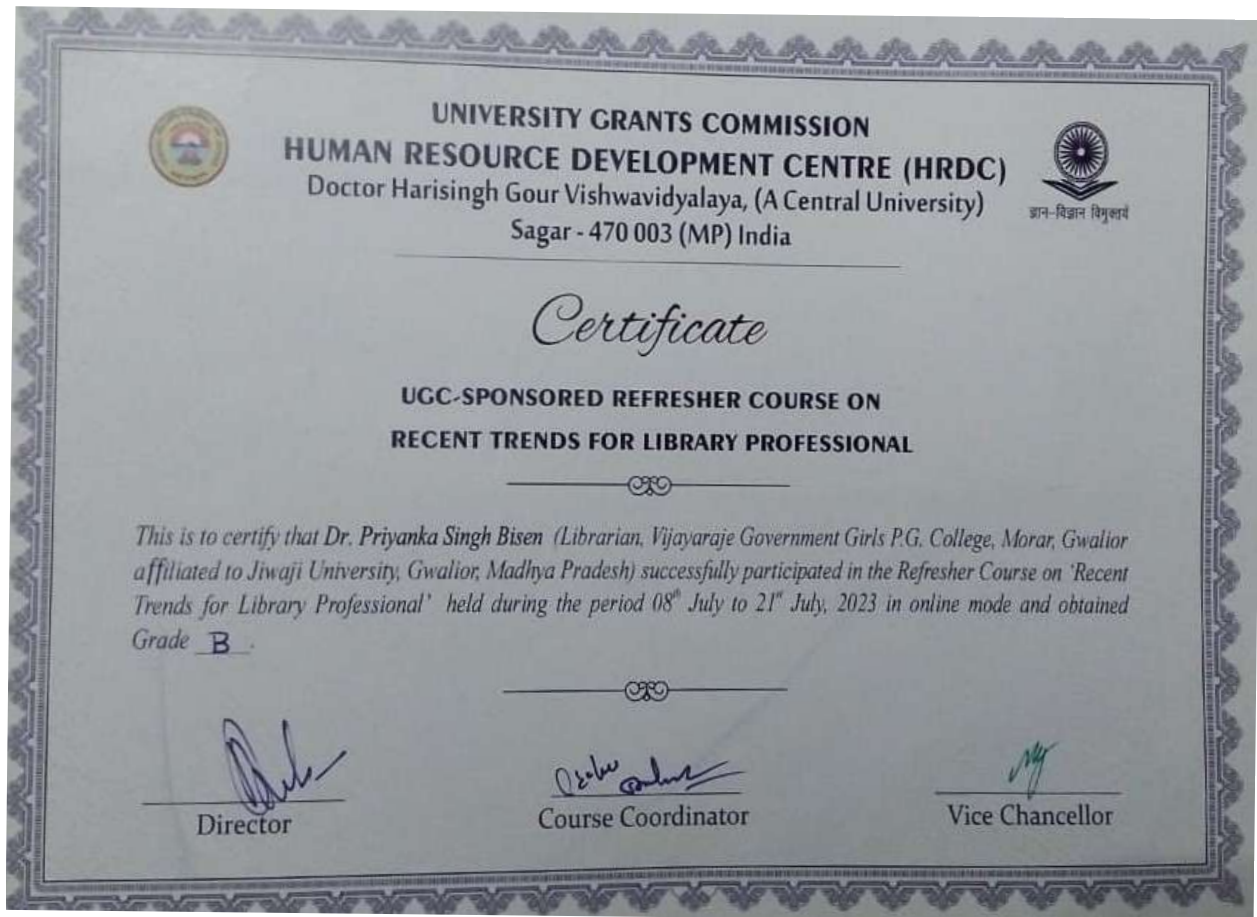 UNIVERSITY GRANTS COMMISSION
HUMAN RESOURCE DEVELOPMENT CENTRE (HRDC)
Doctor Harisingh Gour Vishwavidyalaya, (A Central University)
Sagar - 470 003 (MP) India
ज्ञान-विज्ञान विमुक्तये
Certificate
UGC-SPONSORED REFRESHER COURSE ON
RECENT TRENDS FOR LIBRARY PROFESSIONAL
This is to certify that Dr. Priyanka Singh Bisen (Librarian, Vijayaraje Government Girls P.G. College, Morar, Gwalior
affiliated to Jiwaji University, Gwalior, Madhya Pradesh) successfully participated in the Refresher Course on 'Recent
Trends for Library Professional' held during the period 08th July to 21st July, 2023 in online mode and obtained
Grade B .
Director
Course Coordinator
Vice Chancellor